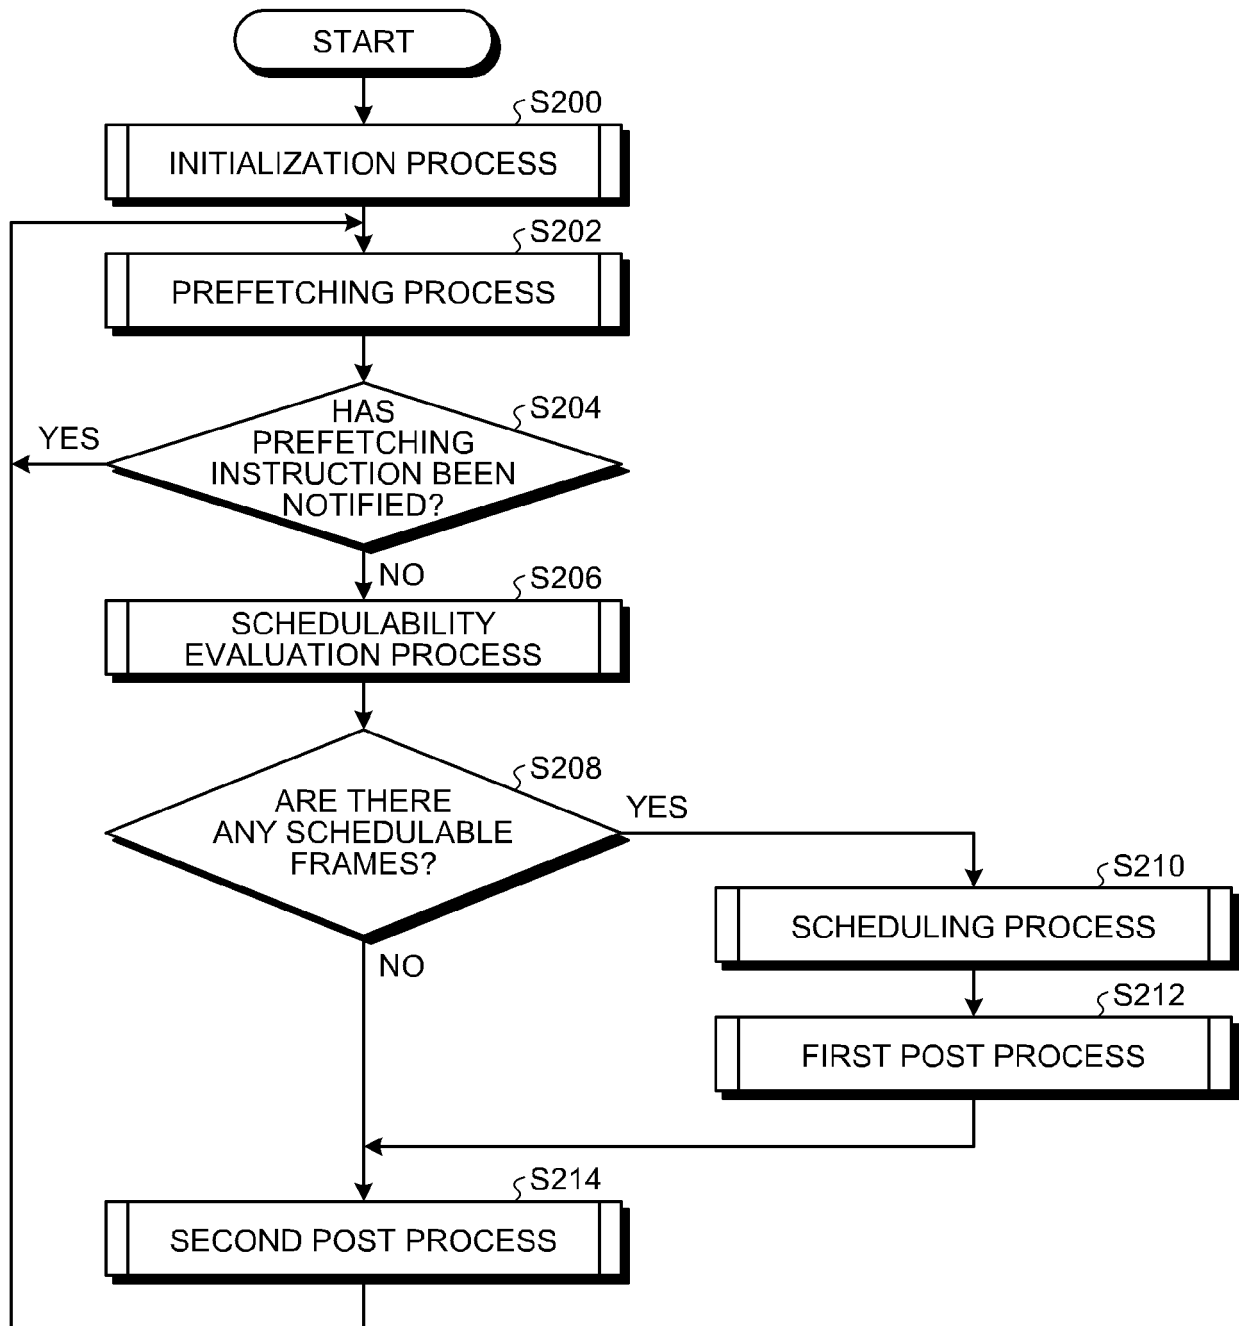 START
S200
INITIALIZATION PROCESS
S202
PREFETCHING PROCESS
S204
HAS
PREFETCHING
INSTRUCTION BEEN
NOTIFIED?
YES
NO
S206
SCHEDULABILITY
EVALUATION PROCESS
S208
ARE THERE
ANY SCHEDULABLE
FRAMES?
YES
NO
S210
SCHEDULING PROCESS
S212
FIRST POST PROCESS
S214
SECOND POST PROCESS